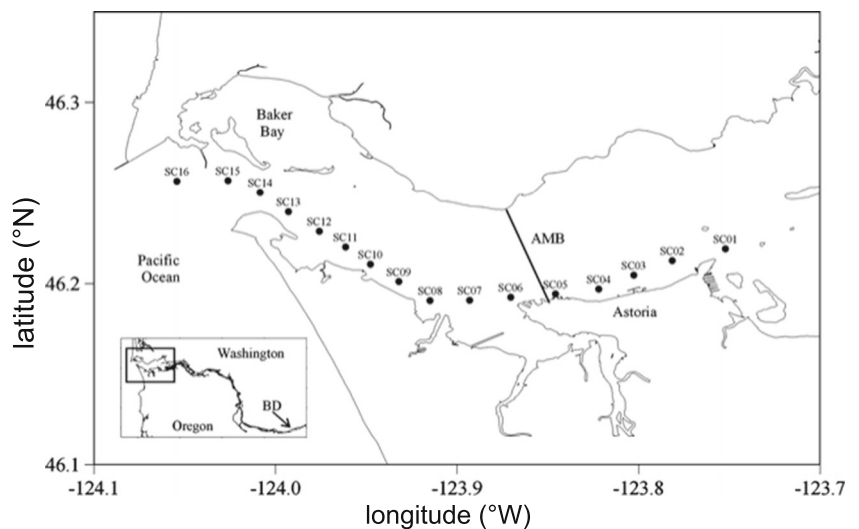 46.3
46.2
46.1
latitude (°N)
Baker
Bay
SC16
SC15
SC14
SC13
SC12
SC11
SC10
SC09
SC08
SC07
SC06
SC05
SC04
SC03
SC02
SC01
AMB
Astoria
Pacific
Ocean
Washington
BD
Oregon
-124.1
-124.0
-123.9
-123.8
-123.7
longitude (°W)